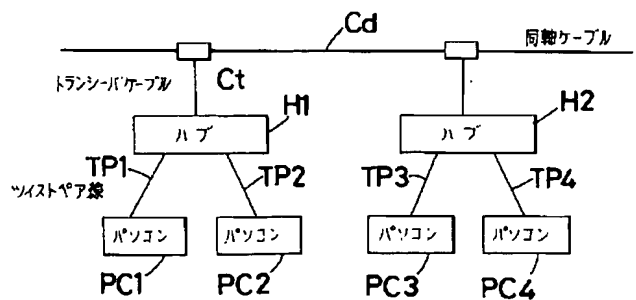 Cd
同軸ケーブル
トランシーバケーブル
Ct
H1
H2
ハブ
ハブ
TP1
TP2
TP3
TP4
ツイストペア線
パソコン
パソコン
パソコン
パソコン
PC1
PC2
PC3
PC4